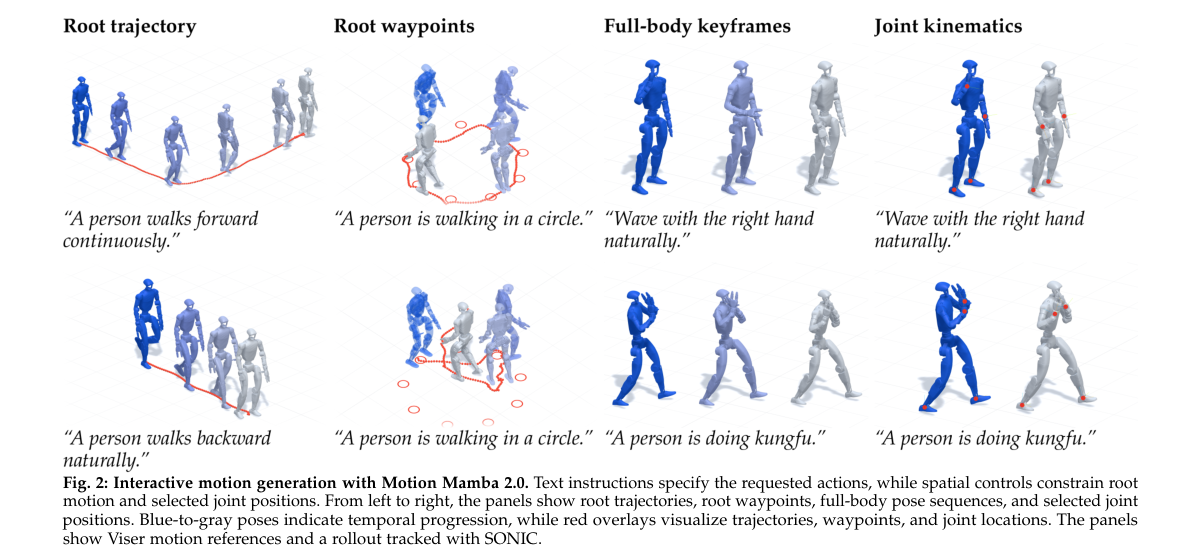 Root trajectory
Root waypoints
Full-body keyframes
Joint kinematics
“A person walks forward
continuously.”
“A person is walking in a circle.”
“Wave with the right hand
naturally.”
“Wave with the right hand
naturally.”
“A person walks backward
naturally.”
“A person is walking in a circle.”
“A person is doing kungfu.”
“A person is doing kungfu.”
Fig. 2: Interactive motion generation with Motion Mamba 2.0. Text instructions specify the requested actions, while spatial controls constrain root
motion and selected joint positions. From left to right, the panels show root trajectories, root waypoints, full-body pose sequences, and selected joint
positions. Blue-to-gray poses indicate temporal progression, while red overlays visualize trajectories, waypoints, and joint locations. The panels
show Viser motion references and a rollout tracked with SONIC.